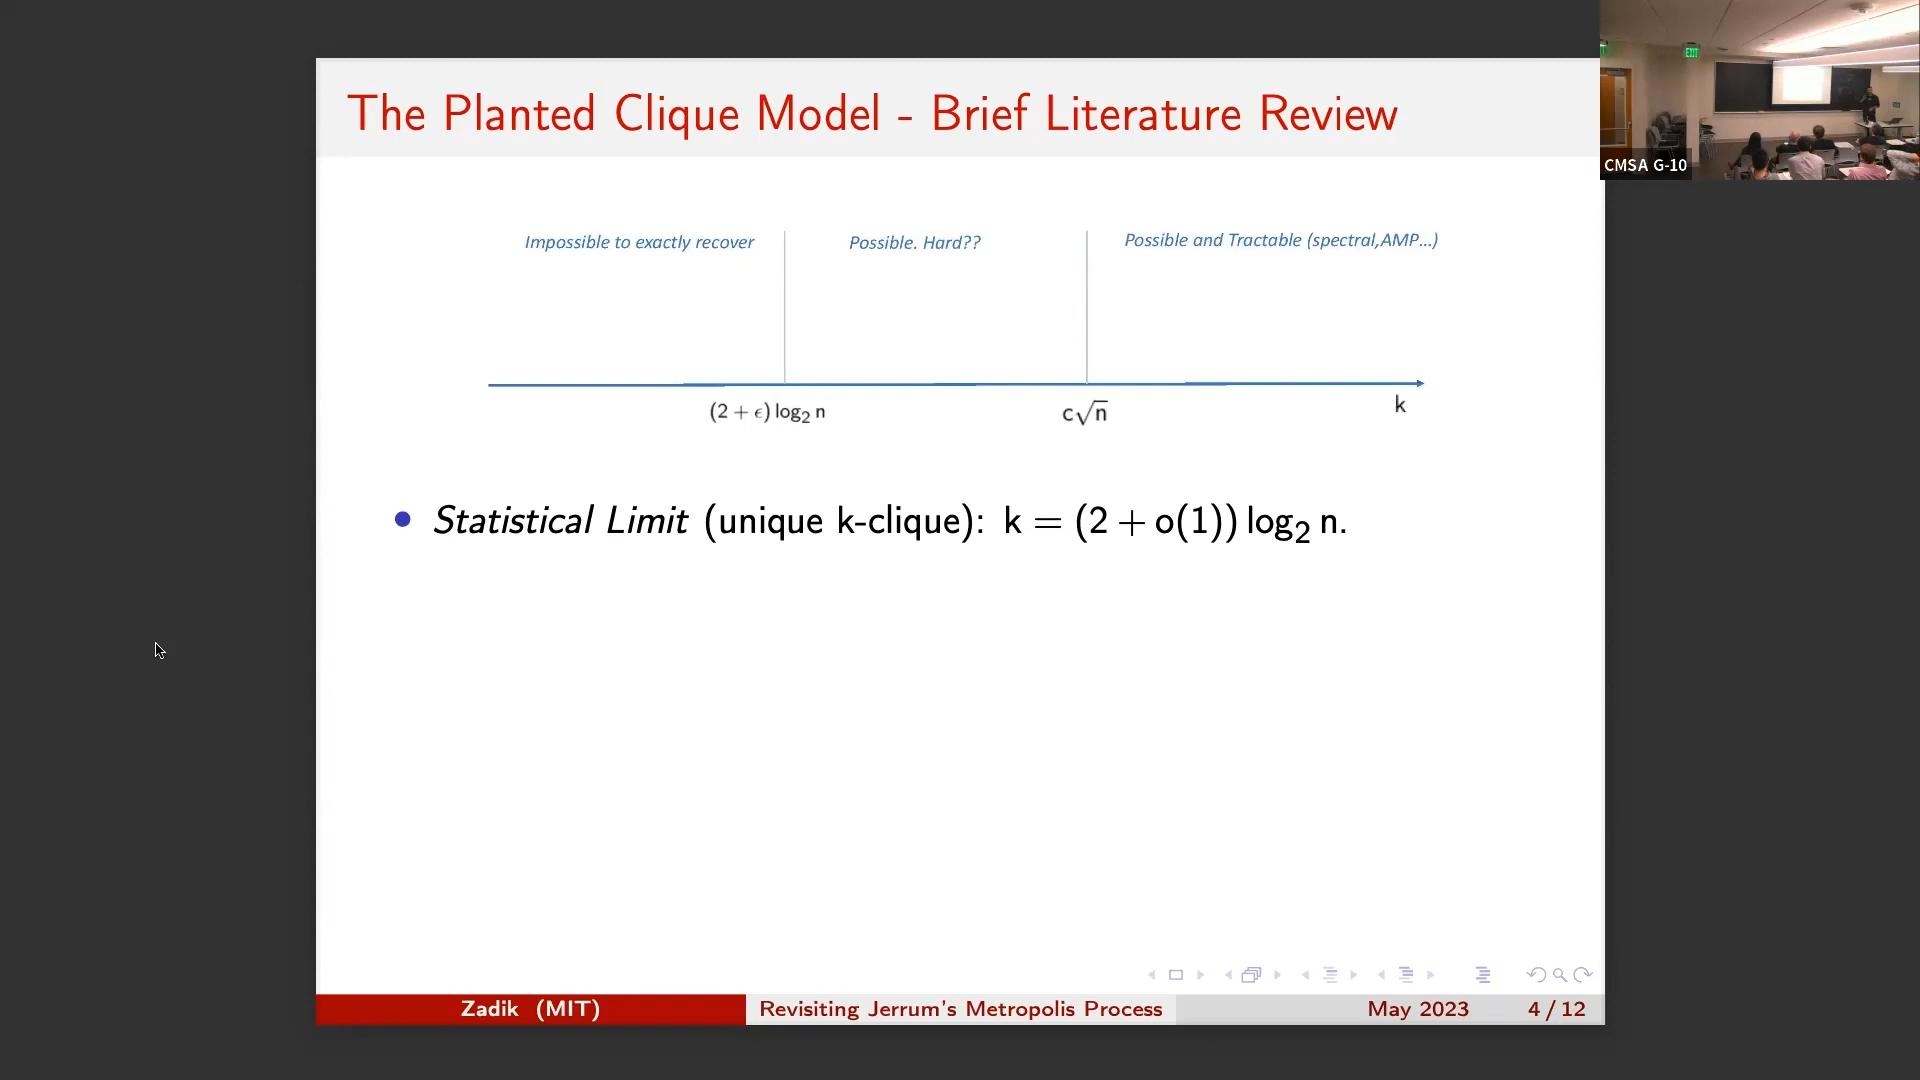 The Planted Clique Model - Brief Literature Review
EXIT
CMSA G-10
Impossible to exactly recover
Possible. Hard??
Possible and Tractable (spectral,AMP...)
(2 + ϵ) log₂ n
c√n
k
• Statistical Limit (unique k-clique): k = (2 + o(1)) log₂ n.
Zadik (MIT)
Revisiting Jerrum's Metropolis Process
May 2023
4 / 12